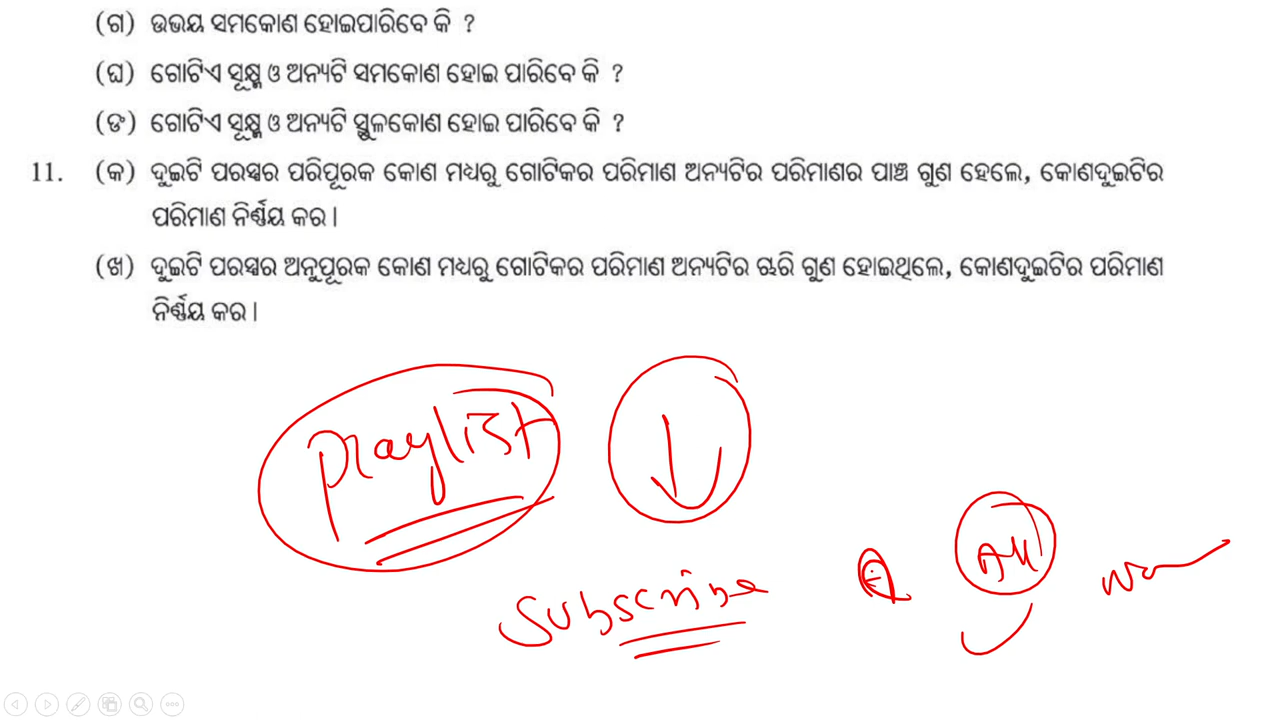 (ଗ) ଉଭୟ ସମକୋଣ ହୋଇପାରିବେ କି ?
(ଘ) ଗୋଟିଏ ସୂକ୍ଷ୍ମ ଓ ଅନ୍ୟଟି ସମକୋଣ ହୋଇ ପାରିବେ କି ?
(ଙ) ଗୋଟିଏ ସୂକ୍ଷ୍ମ ଓ ଅନ୍ୟଟି ସ୍ଥୂଳକୋଣ ହୋଇ ପାରିବେ କି ?
11. (କ) ଦୁଇଟି ପରସ୍ପର ପରିପୂରକ କୋଣ ମଧ୍ୟରୁ ଗୋଟିକର ପରିମାଣ ଅନ୍ୟଟିର ପରିମାଣର ପାଞ୍ଚ ଗୁଣ ହେଲେ, କୋଣଦୁଇଟିର
ପରିମାଣ ନିର୍ଣ୍ଣୟ କର।
(ଖ) ଦୁଇଟି ପରସ୍ପର ଅନୁପୂରକ କୋଣ ମଧ୍ୟରୁ ଗୋଟିକର ପରିମାଣ ଅନ୍ୟଟିର ଋରି ଗୁଣ ହୋଇଥିଲେ, କୋଣଦୁଇଟିର ପରିମାଣ
ନିର୍ଣ୍ଣୟ କର।
Playlist
Subscribe
All